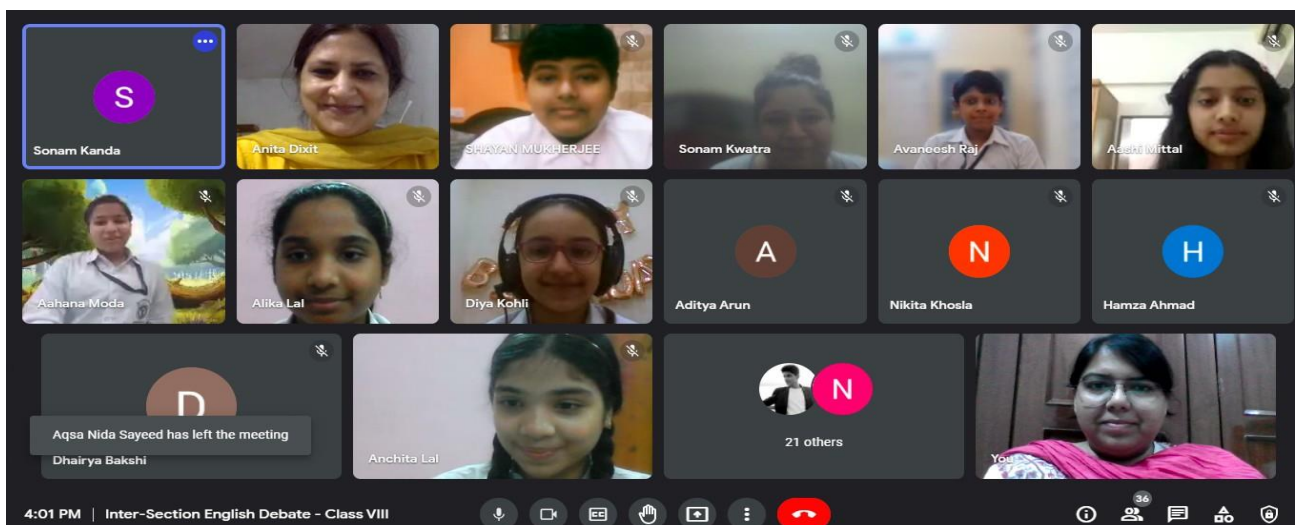 S
Sonam Kanda
Anita Dixit
SHAYAN MUKHERJEE
Sonam Kwatra
Avaneesh Raj
Aashi Mittal
Aahana Moda
Alika Lal
Diya Kohli
A
Aditya Arun
N
Nikita Khosla
H
Hamza Ahmad
D
Aqsa Nida Sayeed has left the meeting
Dhairya Bakshi
Anchita Lal
N
21 others
You
4:01 PM | Inter-Section English Debate - Class VIII
CC
36